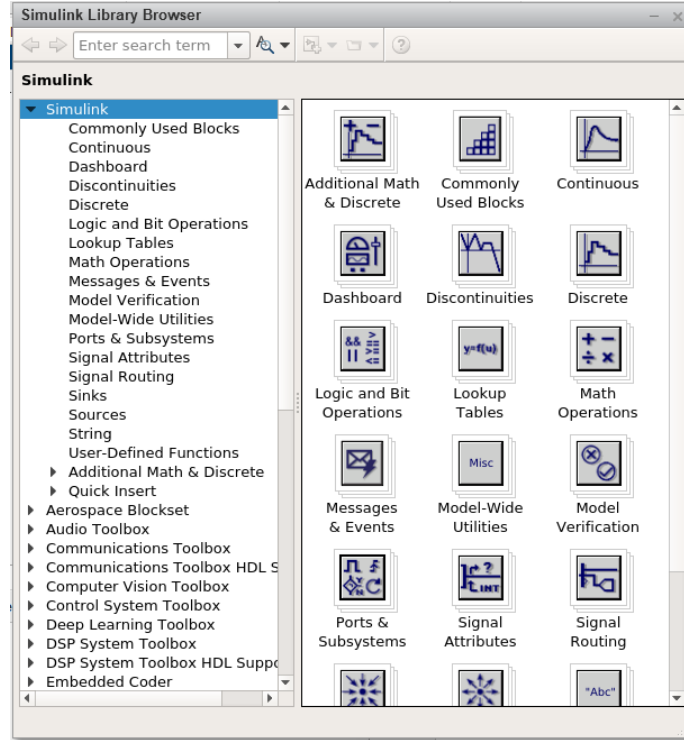 Simulink Library Browser
Enter search term
Simulink
Simulink
Commonly Used Blocks
Continuous
Dashboard
Discontinuities
Discrete
Logic and Bit Operations
Lookup Tables
Math Operations
Messages & Events
Model Verification
Model-Wide Utilities
Ports & Subsystems
Signal Attributes
Signal Routing
Sinks
Sources
String
User-Defined Functions
Additional Math & Discrete
Quick Insert
Aerospace Blockset
Audio Toolbox
Communications Toolbox
Communications Toolbox HDL S
Computer Vision Toolbox
Control System Toolbox
Deep Learning Toolbox
DSP System Toolbox
DSP System Toolbox HDL Suppo
Embedded Coder
Additional Math
& Discrete
Commonly
Used Blocks
Continuous
Dashboard
Discontinuities
Discrete
&& >
|| >=
<=
Logic and Bit
Operations
y=f(u)
Lookup
Tables
+ −
÷ ×
Math
Operations
Messages
& Events
Misc
Model-Wide
Utilities
Model
Verification
Y
N
Ports &
Subsystems
?
INT
Signal
Attributes
Signal
Routing
"Abc"